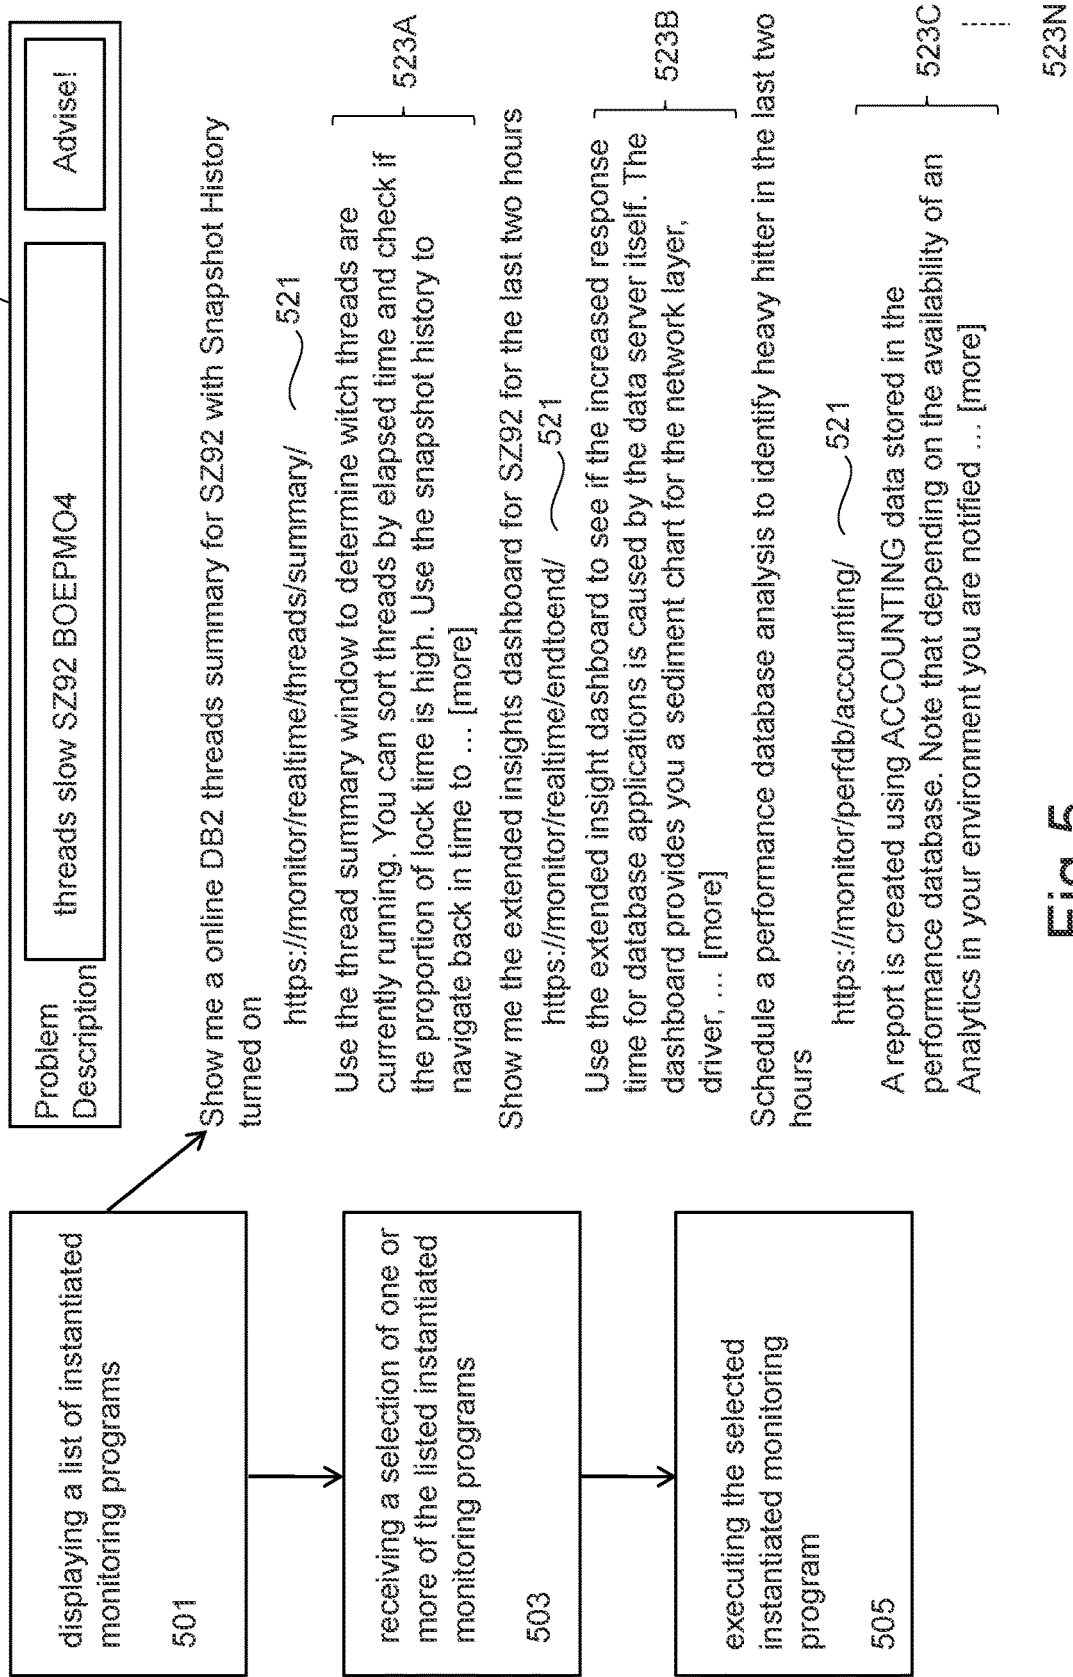 Problem
Description
threads slow SZ92 BOEPMO4
Advise!
displaying a list of instantiated
monitoring programs
501
receiving a selection of one or
more of the listed instantiated
monitoring programs
503
executing the selected
instantiated monitoring
program
505
Show me a online DB2 threads summary for SZ92 with Snapshot History
turned on
https://monitor/realtime/threads/summary/
521
Use the thread summary window to determine witch threads are
currently running. You can sort threads by elapsed time and check if
the proportion of lock time is high. Use the snapshot history to
navigate back in time to ... [more]
523A
Show me the extended insights dashboard for SZ92 for the last two hours
https://monitor/realtime/endtoend/
521
Use the extended insight dashboard to see if the increased response
time for database applications is caused by the data server itself. The
dashboard provides you a sediment chart for the network layer,
driver, ... [more]
523B
Schedule a performance database analysis to identify heavy hitter in the last two
hours
https://monitor/perfdb/accounting/
521
A report is created using ACCOUNTING data stored in the
performance database. Note that depending on the availability of an
Analytics in your environment you are notified ... [more]
523C
523N
Fig. 5